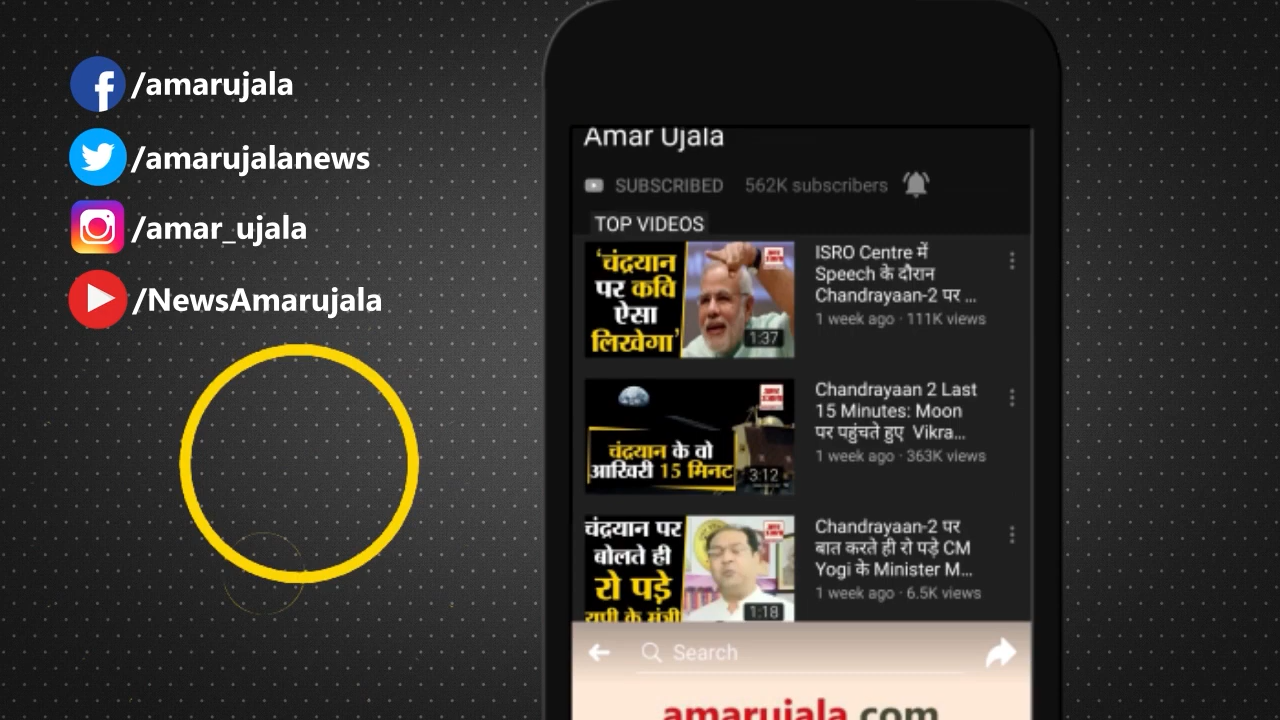 /amarujala
/amarujalanews
/amar_ujala
/NewsAmarujala
Amar Ujala
SUBSCRIBED 562K subscribers
TOP VIDEOS
'चंद्रयान
पर कवि
ऐसा
लिखेगा'
1:37
ISRO Centre में
Speech के दौरान
Chandrayaan-2 पर ...
1 week ago · 111K views
चंद्रयान के वो
आखिरी 15 मिनट
3:12
Chandrayaan 2 Last
15 Minutes: Moon
पर पहुंचते हुए Vikra...
1 week ago · 363K views
चंद्रयान पर
बोलते ही
रो पड़े
यूपी के मंत्री
1:18
Chandrayaan-2 पर
बात करते ही रो पड़े CM
Yogi के Minister M...
1 week ago · 6.5K views
Search
amarujala.com